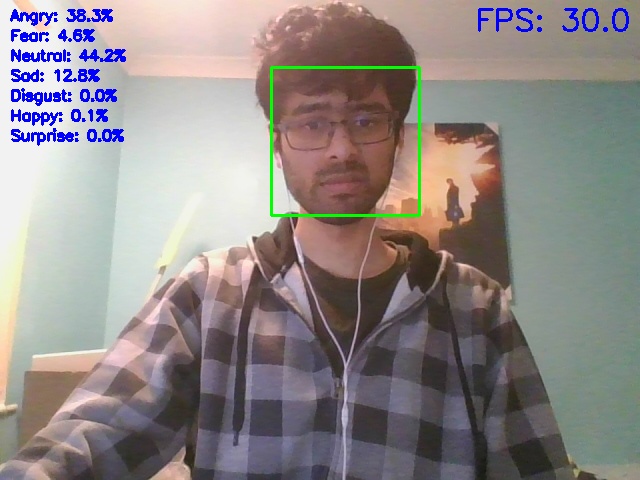 Angry: 38.3%
Fear: 4.6%
Neutral: 44.2%
Sad: 12.8%
Disgust: 0.0%
Happy: 0.1%
Surprise: 0.0%
FPS: 30.0